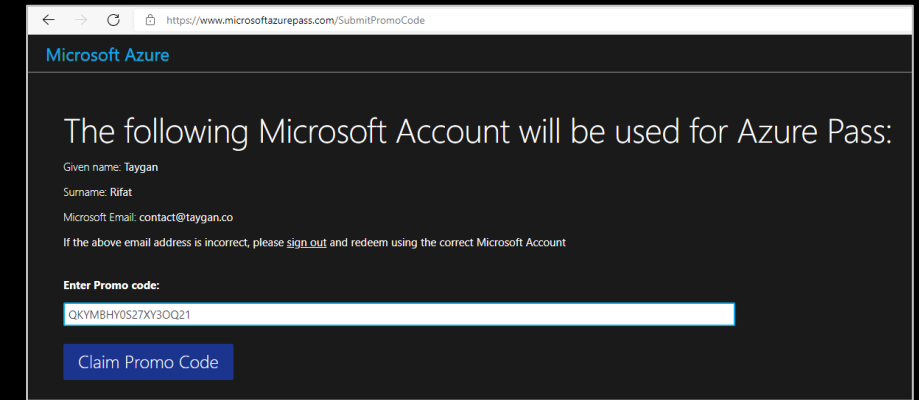 https://www.microsoftazurepass.com/SubmitPromoCode
Microsoft Azure
The following Microsoft Account will be used for Azure Pass:
Given name: Taygan
Surname: Rifat
Microsoft Email: contact@taygan.co
If the above email address is incorrect, please sign out and redeem using the correct Microsoft Account
Enter Promo code:
QKYMBHY0S27XY3OQ21
Claim Promo Code